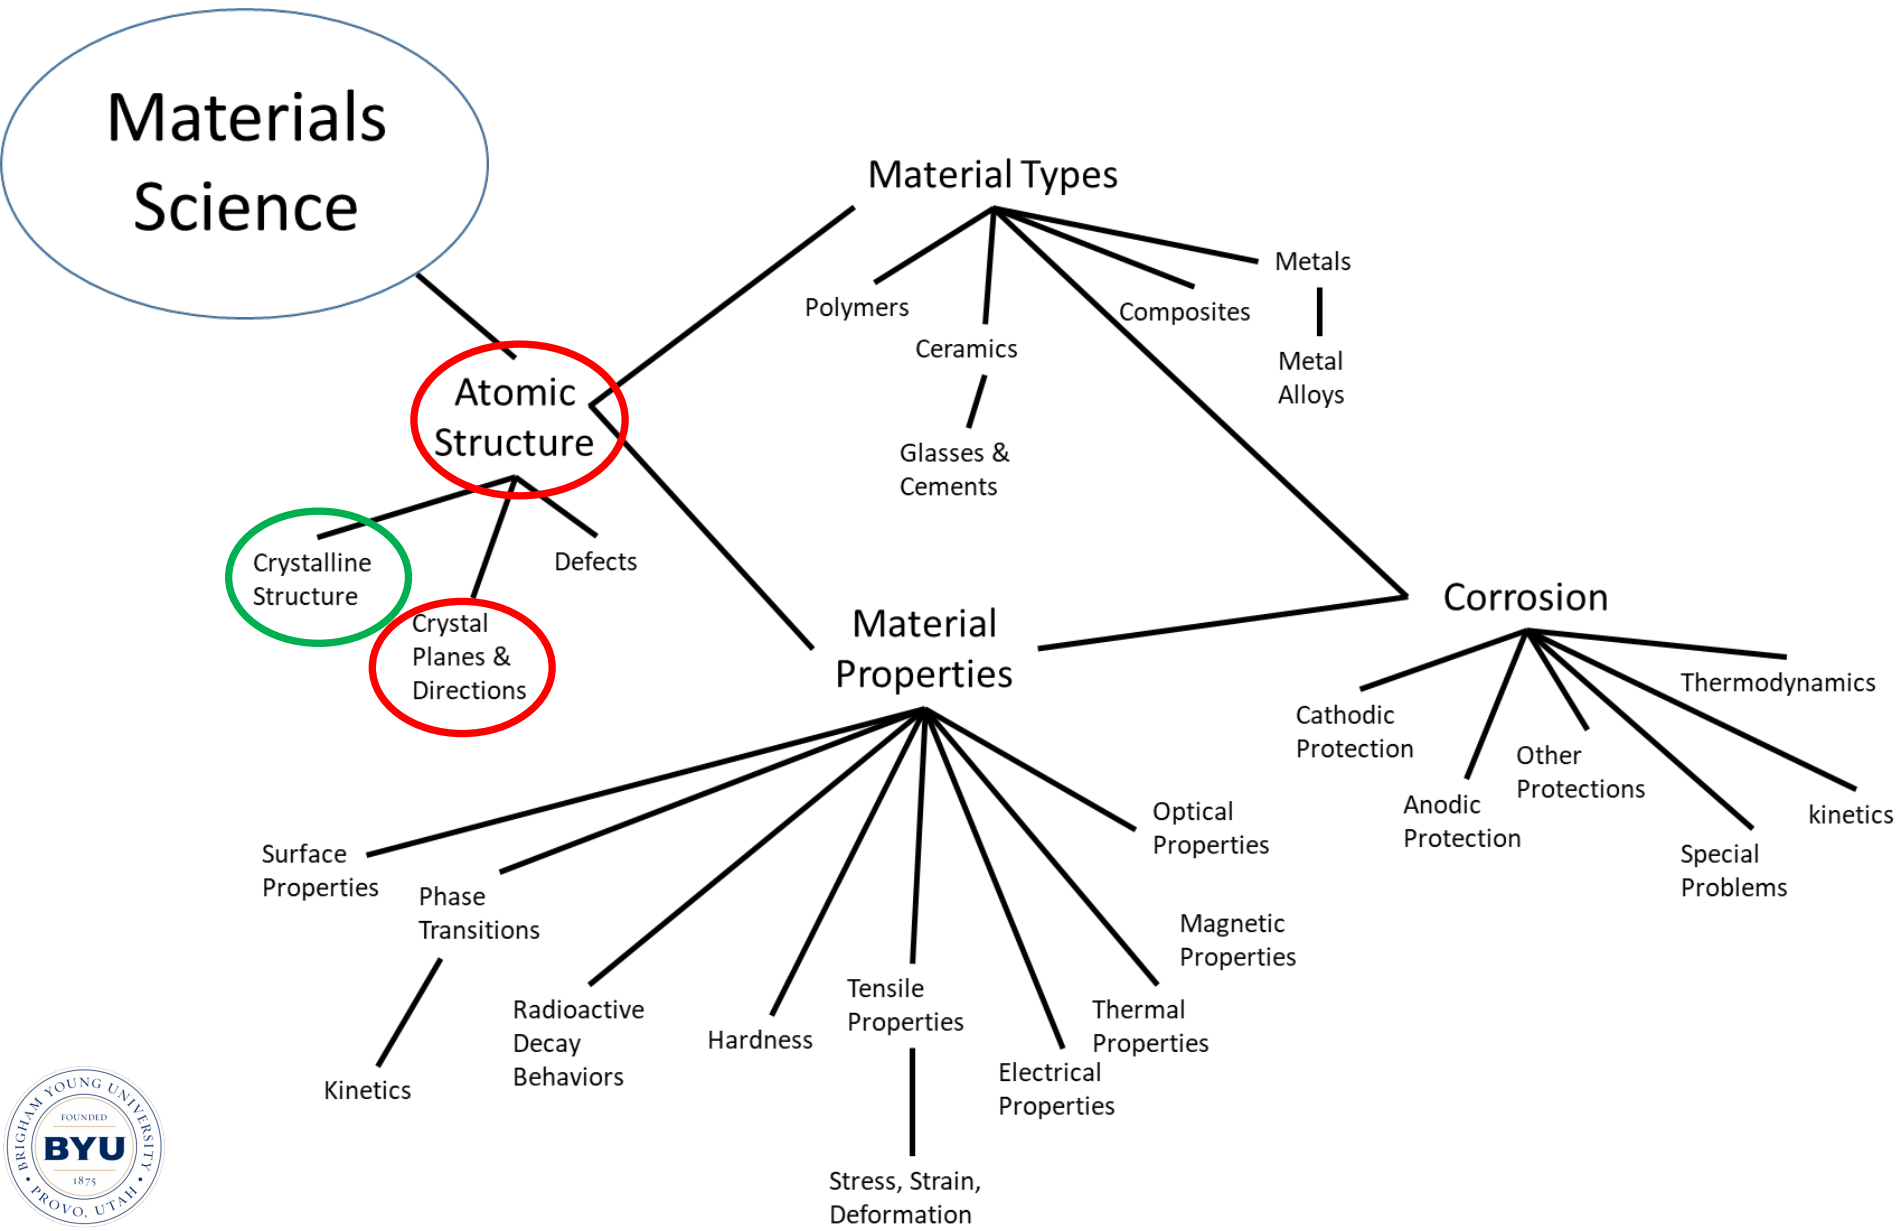 Materials
Science
Material Types
Metals
Polymers
Composites
Ceramics
Metal
Alloys
Glasses &
Cements
Atomic
Structure
Crystalline
Structure
Defects
Crystal
Planes &
Directions
Material
Properties
Corrosion
Thermodynamics
Cathodic
Protection
Other
Protections
Anodic
Protection
kinetics
Special
Problems
Optical
Properties
Surface
Properties
Phase
Transitions
Magnetic
Properties
Radioactive
Decay
Behaviors
Hardness
Tensile
Properties
Thermal
Properties
Electrical
Properties
Kinetics
Stress, Strain,
Deformation
BRIGHAM YOUNG UNIVERSITY
FOUNDED
BYU
1875
PROVO, UTAH